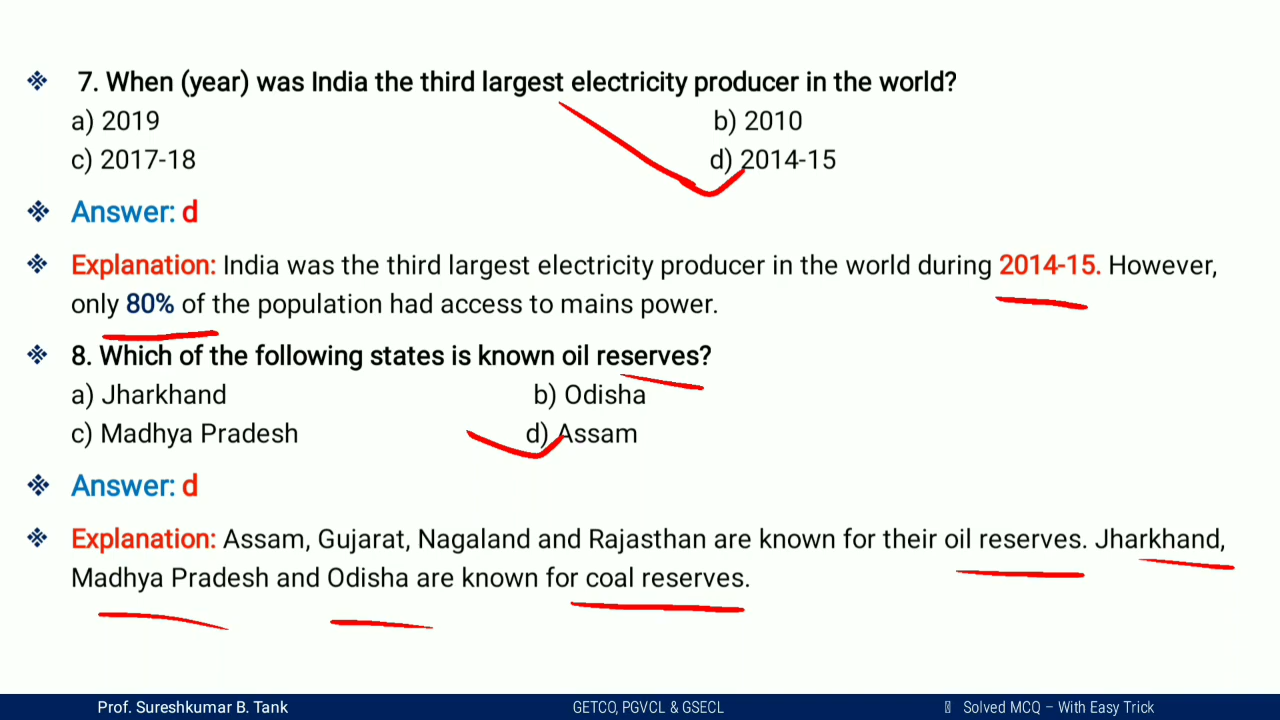 7. When (year) was India the third largest electricity producer in the world?
a) 2019 b) 2010
c) 2017-18 d) 2014-15
Answer: d
Explanation: India was the third largest electricity producer in the world during 2014-15. However,
only 80% of the population had access to mains power.
8. Which of the following states is known oil reserves?
a) Jharkhand b) Odisha
c) Madhya Pradesh d) Assam
Answer: d
Explanation: Assam, Gujarat, Nagaland and Rajasthan are known for their oil reserves. Jharkhand,
Madhya Pradesh and Odisha are known for coal reserves.
Prof. Sureshkumar B. Tank GETCO, PGVCL & GSECL Solved MCQ – With Easy Trick